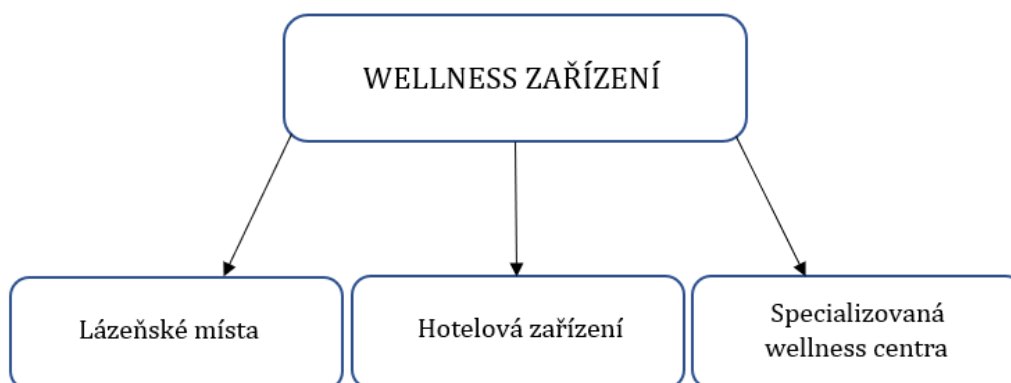 WELLNESS ZAŘÍZENÍ
Lázeňské místa
Hotelová zařízení
Specializovaná
wellness centra